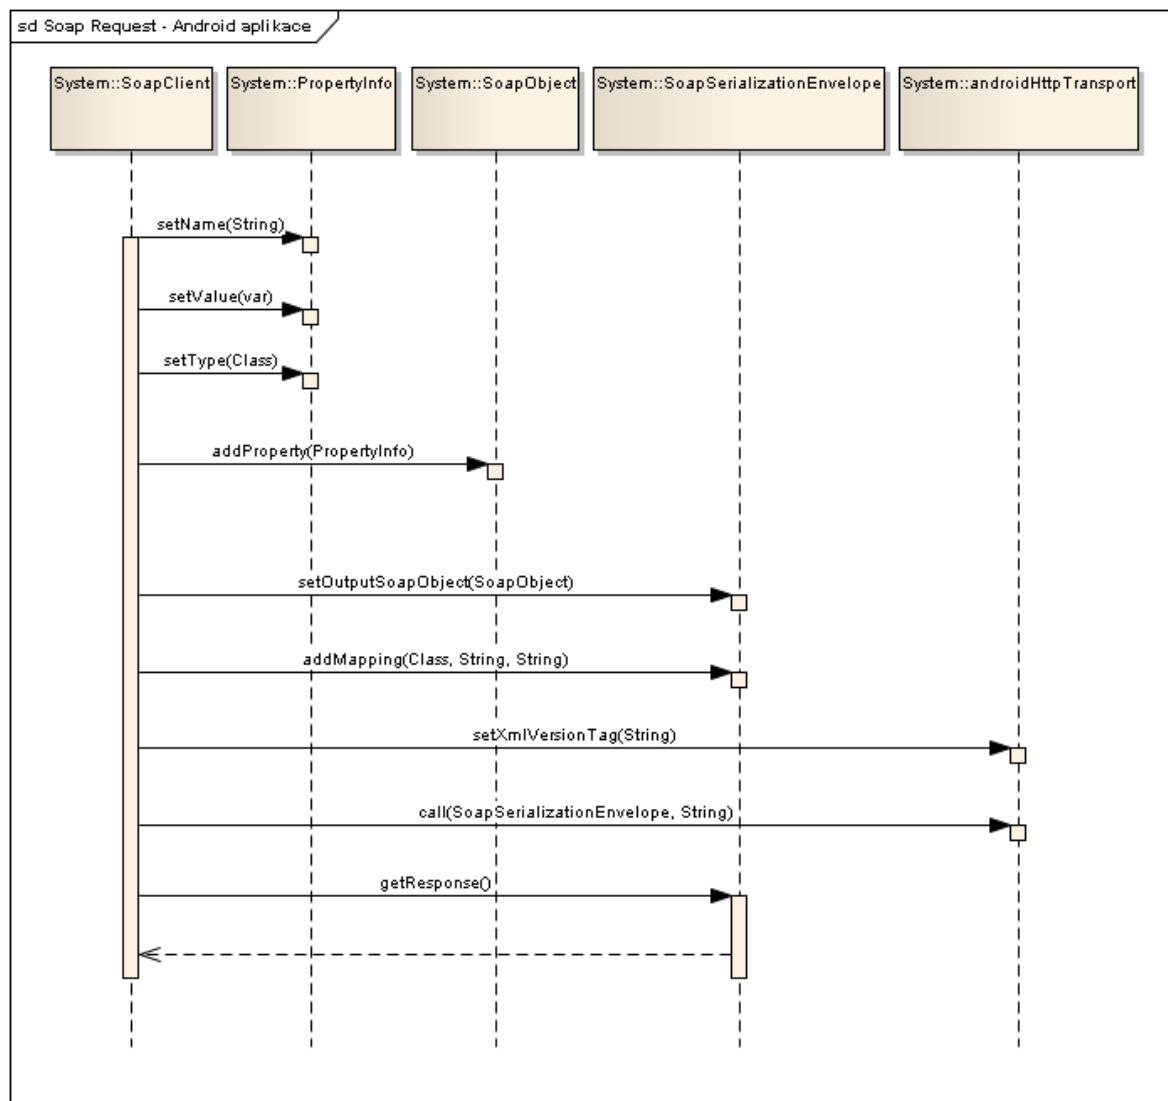 sd Soap Request - Android aplikace
System::SoapClient
System::PropertyInfo
System::SoapObject
System::SoapSerializationEnvelope
System::androidHttpTransport
setName(String)
setValue(var)
setType(Class)
addProperty(PropertyInfo)
setOutputSoapObject(SoapObject)
addMapping(Class, String, String)
setXmlVersionTag(String)
call(SoapSerializationEnvelope, String)
getResponse()